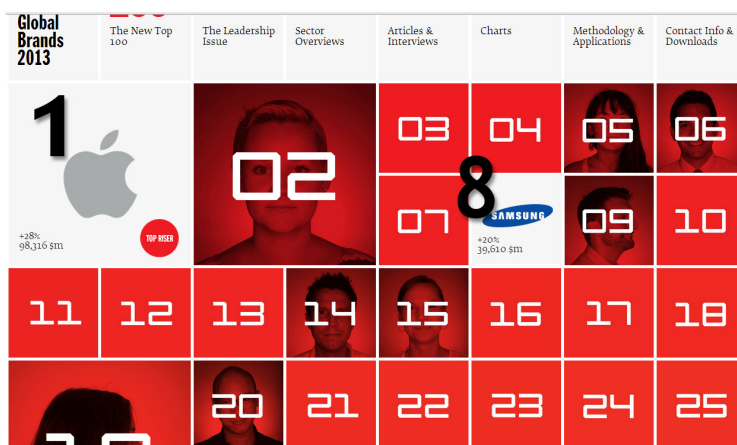 Global
Brands
2013
The New Top
100
The Leadership
Issue
Sector
Overviews
Articles &
Interviews
Charts
Methodology &
Applications
Contact Info &
Downloads
1
+28%
98,316 $m
TOP RISER
02
03
04
05
06
07
8
SAMSUNG
+20%
39,610 $m
09
10
11
12
13
14
15
16
17
18
20
21
22
23
24
25